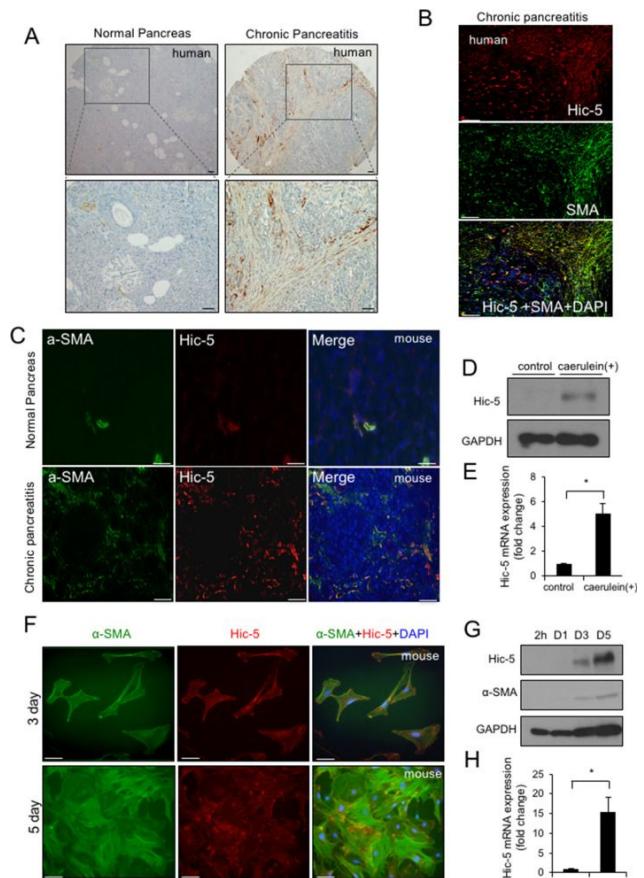 A
Normal Pancreas
Chronic Pancreatitis
human
human
B
Chronic pancreatitis
human
Hic-5
SMA
Hic-5 +SMA+DAPI
C
a-SMA
Hic-5
Merge
mouse
Normal Pancreas
a-SMA
Hic-5
Merge
mouse
Chronic pancreatitis
D
control caerulein(+)
Hic-5
GAPDH
E
Hic-5 mRNA expression
(fold change)
8
6
4
2
0
*
control caerulein(+)
F
α-SMA
Hic-5
α-SMA+Hic-5+DAPI
3 day
mouse
5 day
mouse
G
2h D1 D3 D5
Hic-5
α-SMA
GAPDH
H
Hic-5 mRNA expression
(fold change)
25
20
15
10
5
0
*